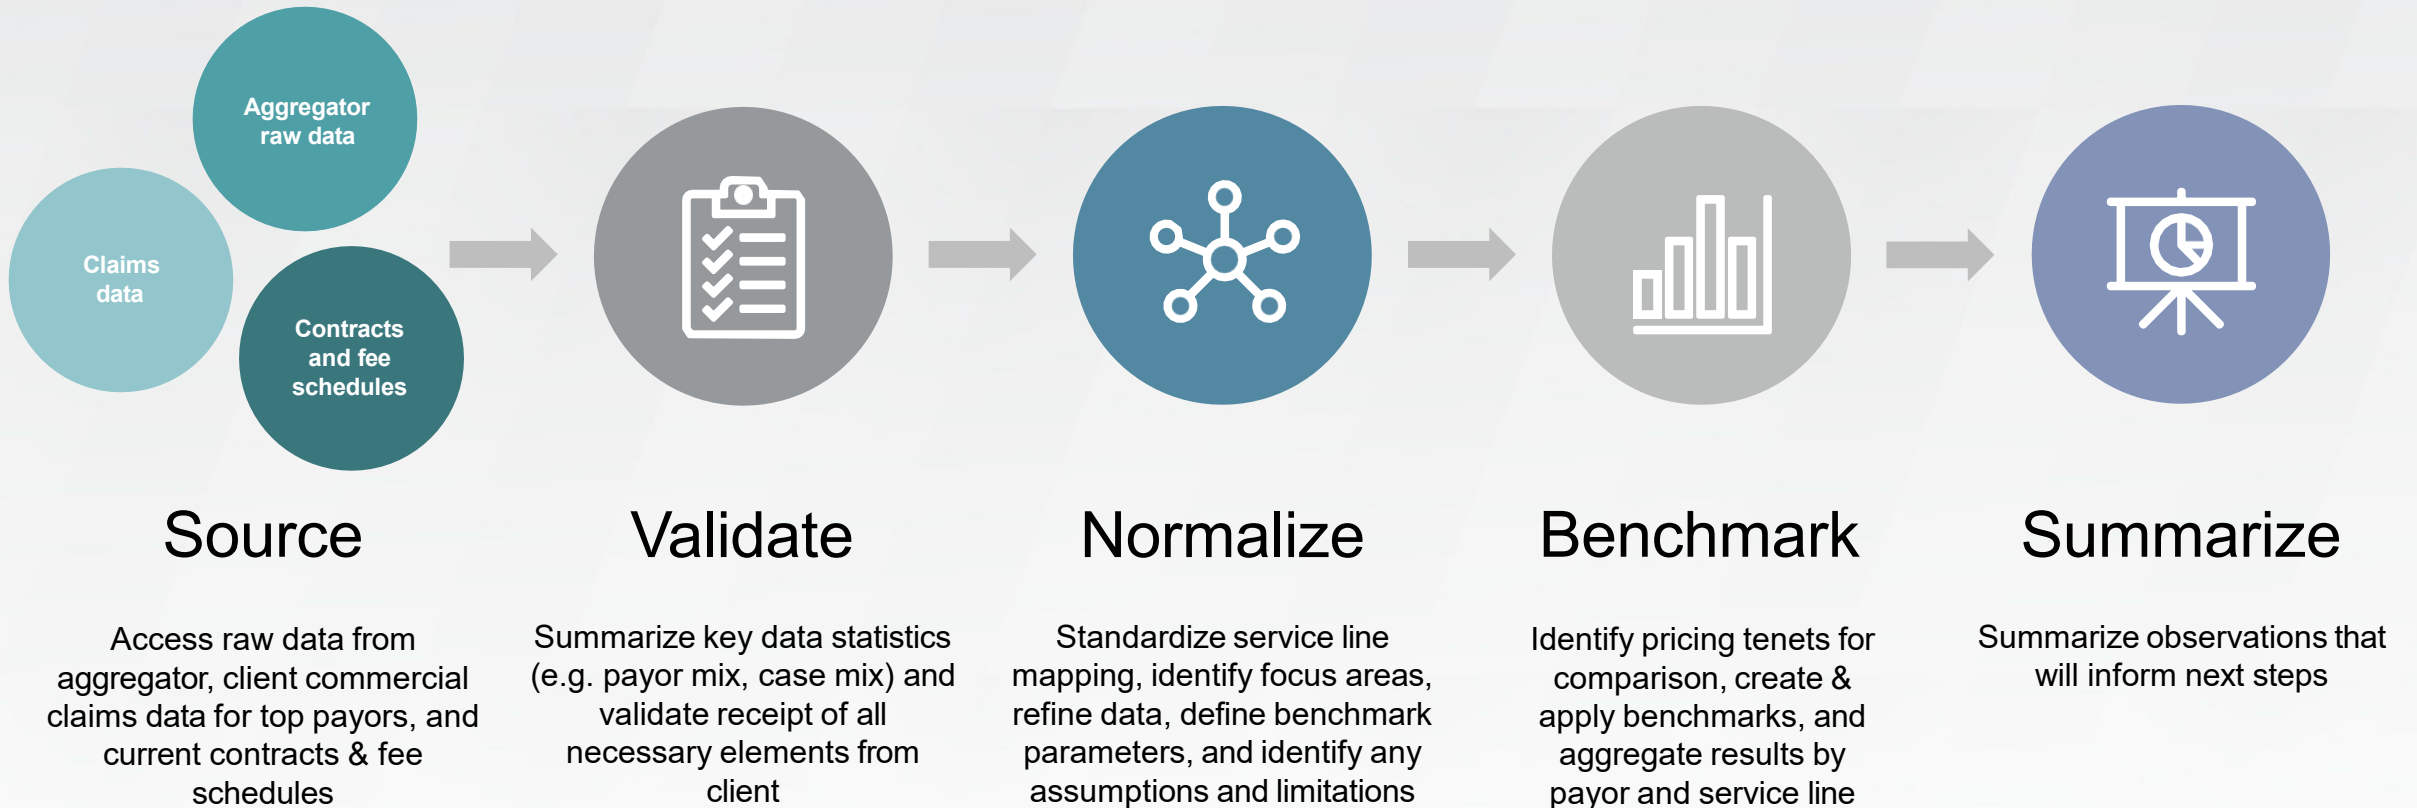 Aggregator
raw data
Claims
data
Contracts
and fee
schedules
Source
Access raw data from
aggregator, client commercial
claims data for top payors, and
current contracts & fee
schedules
Validate
Summarize key data statistics
(e.g. payor mix, case mix) and
validate receipt of all
necessary elements from
client
Normalize
Standardize service line
mapping, identify focus areas,
refine data, define benchmark
parameters, and identify any
assumptions and limitations
Benchmark
Identify pricing tenets for
comparison, create &
apply benchmarks, and
aggregate results by
payor and service line
Summarize
Summarize observations that
will inform next steps